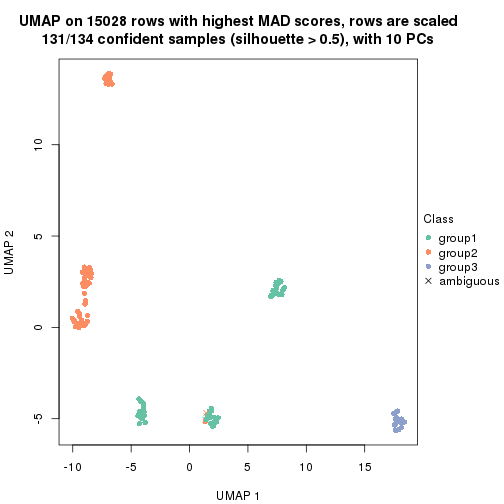 UMAP on 15028 rows with highest MAD scores, rows are scaled
131/134 confident samples (silhouette > 0.5), with 10 PCs
10
5
0
-5
UMAP 2
-10
-5
0
5
10
15
UMAP 1
Class
group1
group2
group3
ambiguous